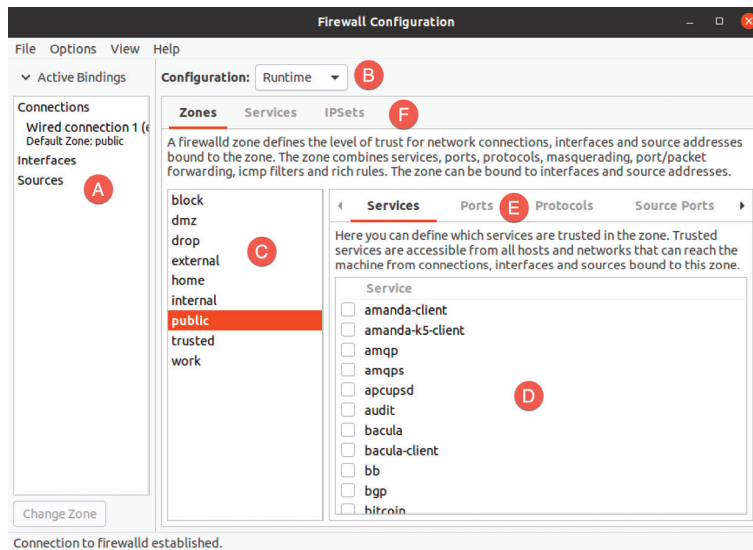 Firewall Configuration
File Options View Help
Active Bindings
Configuration: Runtime B
Connections
Wired connection 1 (e
Default Zone: public
Interfaces
Sources
A
Zones Services IPSets F
A firewalld zone defines the level of trust for network connections, interfaces and source addresses
bound to the zone. The zone combines services, ports, protocols, masquerading, port/packet
forwarding, icmp filters and rich rules. The zone can be bound to interfaces and source addresses.
block
dmz
drop
external
home
internal
public
trusted
work
C
Services Ports E Protocols Source Ports
Here you can define which services are trusted in the zone. Trusted
services are accessible from all hosts and networks that can reach the
machine from connections, interfaces and sources bound to this zone.
Service
amanda-client
amanda-k5-client
amqp
amqps
apcupsd
audit
bacula
bacula-client
bb
bgp
bitcoin
D
Change Zone
Connection to firewalld established.